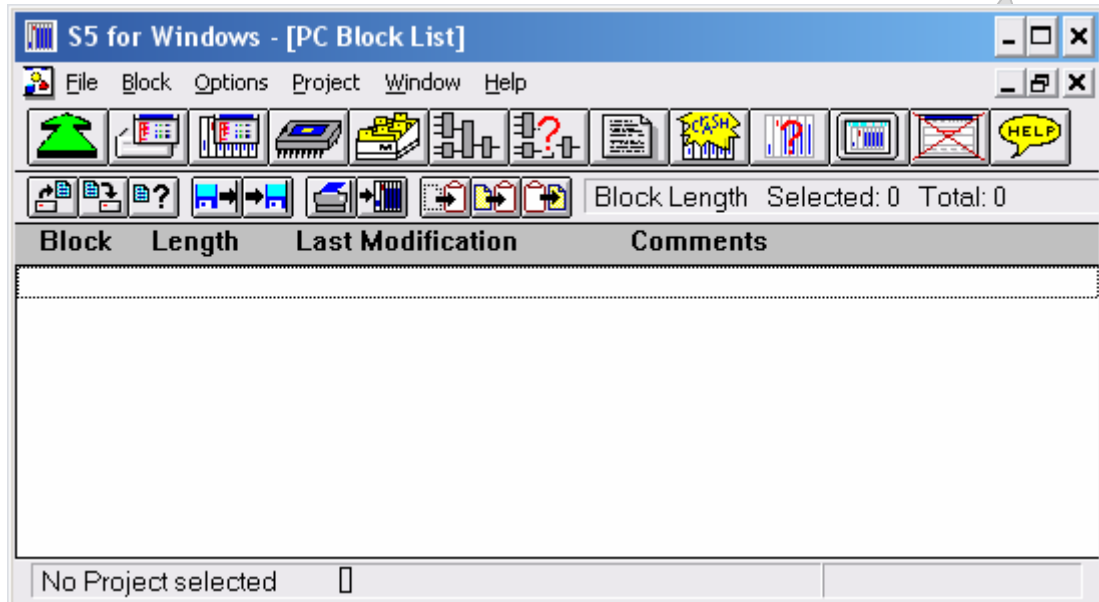 S5 for Windows - [PC Block List]
File Block Options Project Window Help
CRASH HELP
Block Length Selected: 0 Total: 0
Block Length Last Modification Comments
No Project selected []